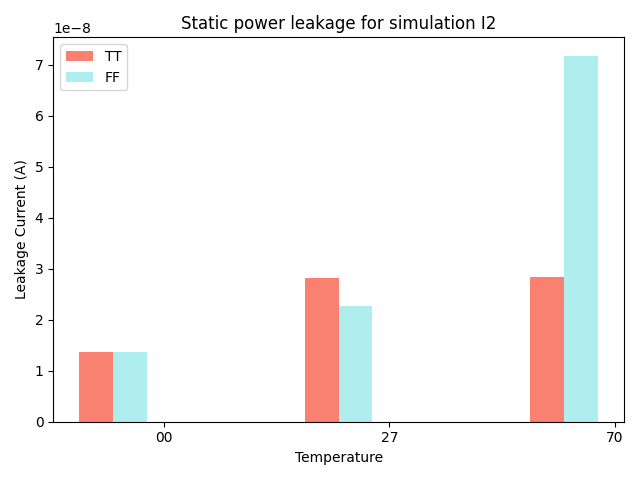 Static power leakage for simulation I2
1e−8
TT
FF
7
6
5
4
3
2
1
0
Leakage Current (A)
00
27
70
Temperature